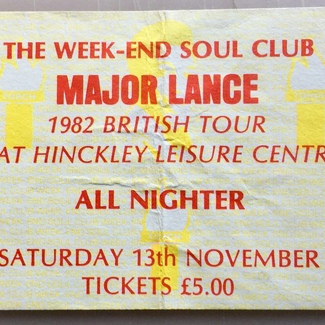 THE WEEK-END SOUL CLUB
MAJOR LANCE
1982 BRITISH TOUR
AT HINCKLEY LEISURE CENTR
ALL NIGHTER
SATURDAY 13th NOVEMBER
TICKETS £5.00